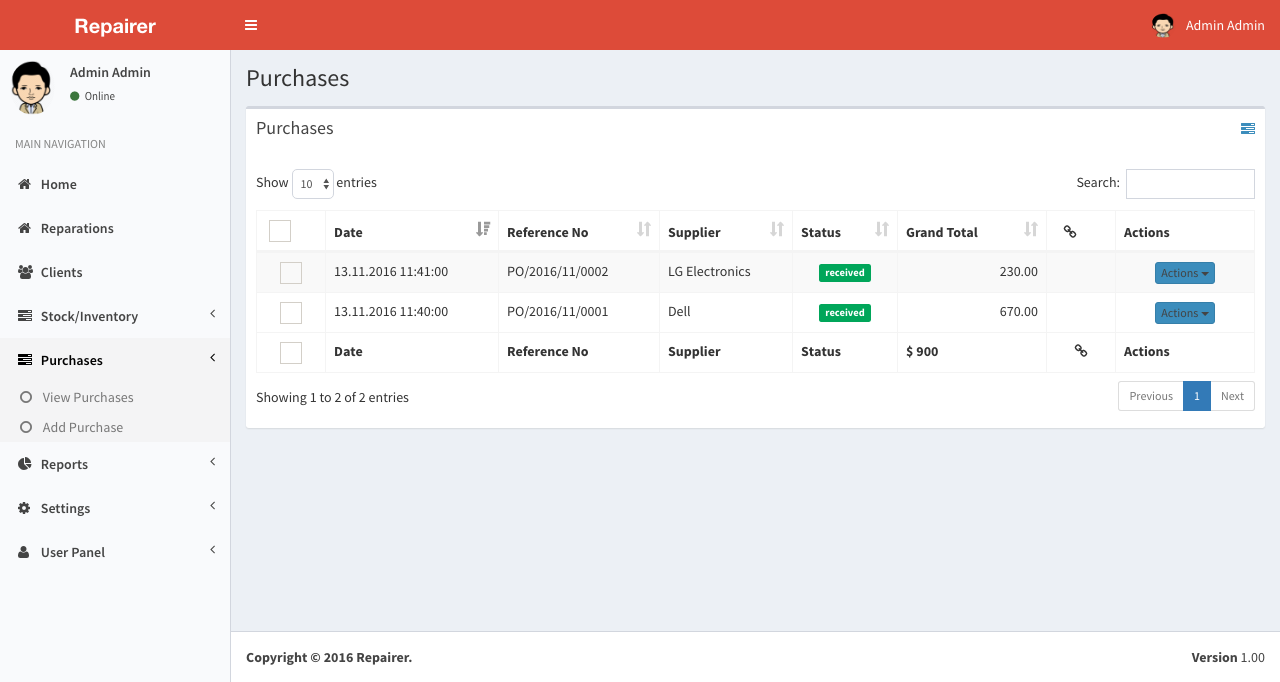 Repairer
Admin Admin
Admin Admin
Online
MAIN NAVIGATION
Home
Reparations
Clients
Stock/Inventory
Purchases
View Purchases
Add Purchase
Reports
Settings
User Panel
Purchases
Purchases
Show 10 entries Search:
Date Reference No Supplier Status Grand Total Actions
13.11.2016 11:41:00 PO/2016/11/0002 LG Electronics received 230.00 Actions
13.11.2016 11:40:00 PO/2016/11/0001 Dell received 670.00 Actions
Date Reference No Supplier Status $ 900 Actions
Showing 1 to 2 of 2 entries Previous 1 Next
Copyright © 2016 Repairer. Version 1.00